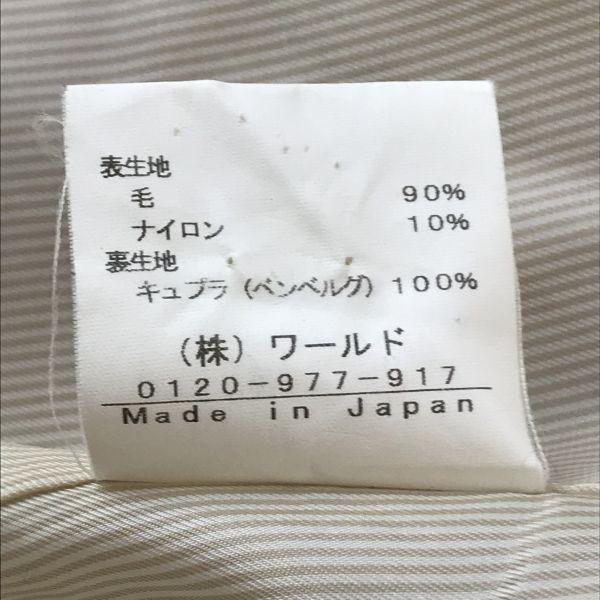 表生地
毛 90%
ナイロン 10%
裏生地
キュプラ（ベンベルグ） 100%
（株）ワールド
0120-977-917
Made in Japan